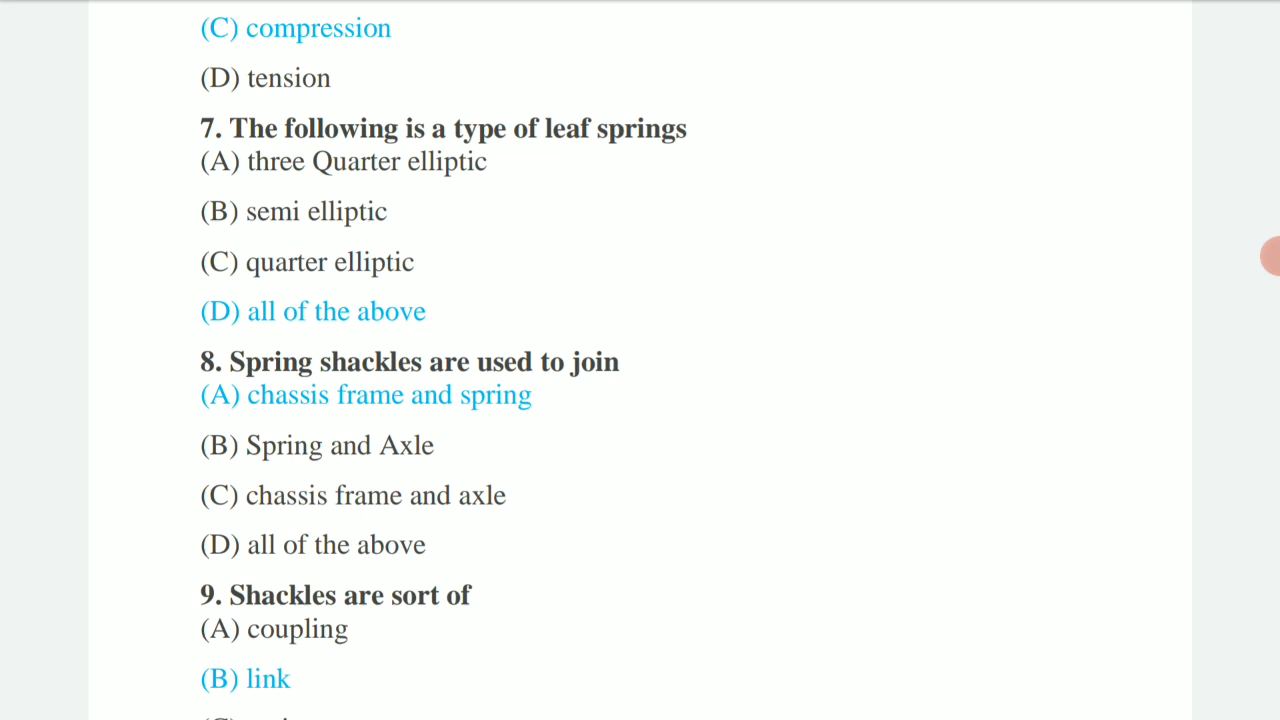 (C) compression
(D) tension
7. The following is a type of leaf springs
(A) three Quarter elliptic
(B) semi elliptic
(C) quarter elliptic
(D) all of the above
8. Spring shackles are used to join
(A) chassis frame and spring
(B) Spring and Axle
(C) chassis frame and axle
(D) all of the above
9. Shackles are sort of
(A) coupling
(B) link